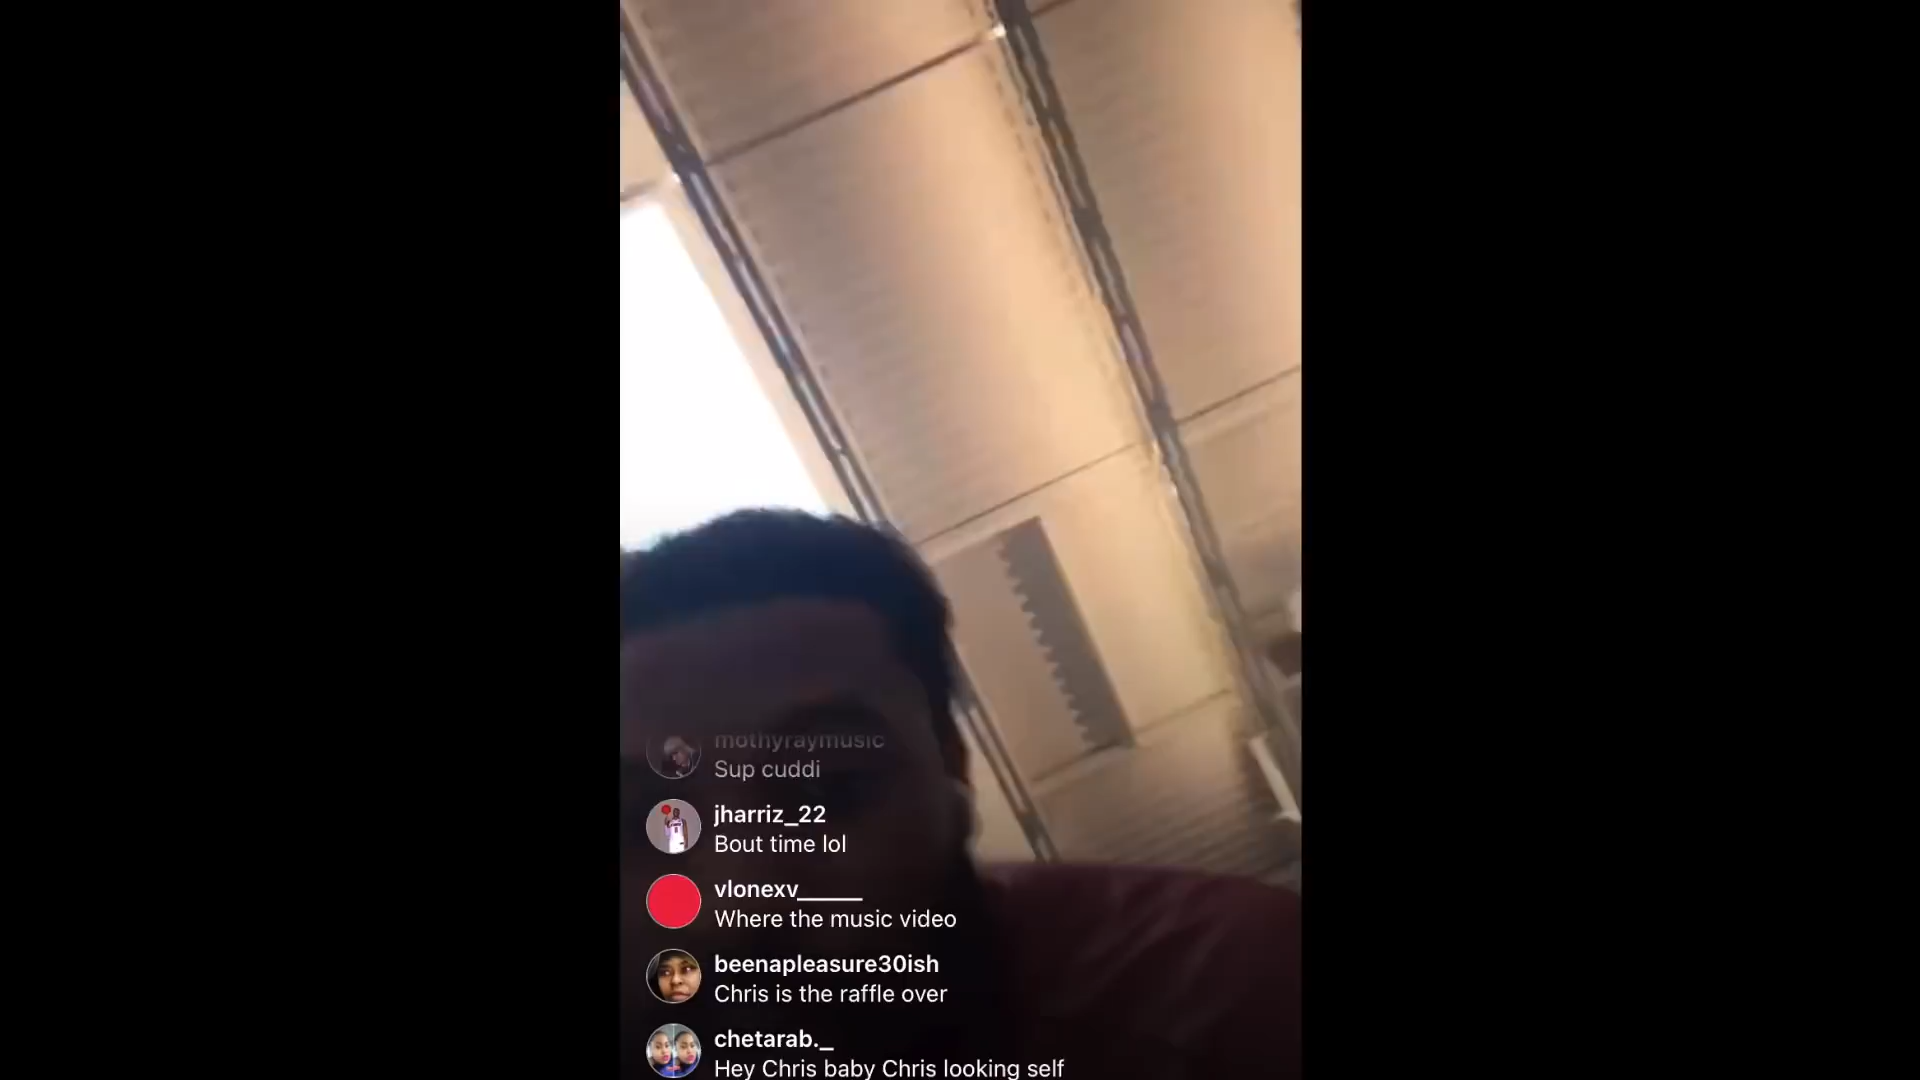 mothyraymusic
Sup cuddi
jharriz_22
Bout time lol
vlonexv_____
Where the music video
beenapleasure30ish
Chris is the raffle over
chetarab._
Hey Chris baby Chris looking self